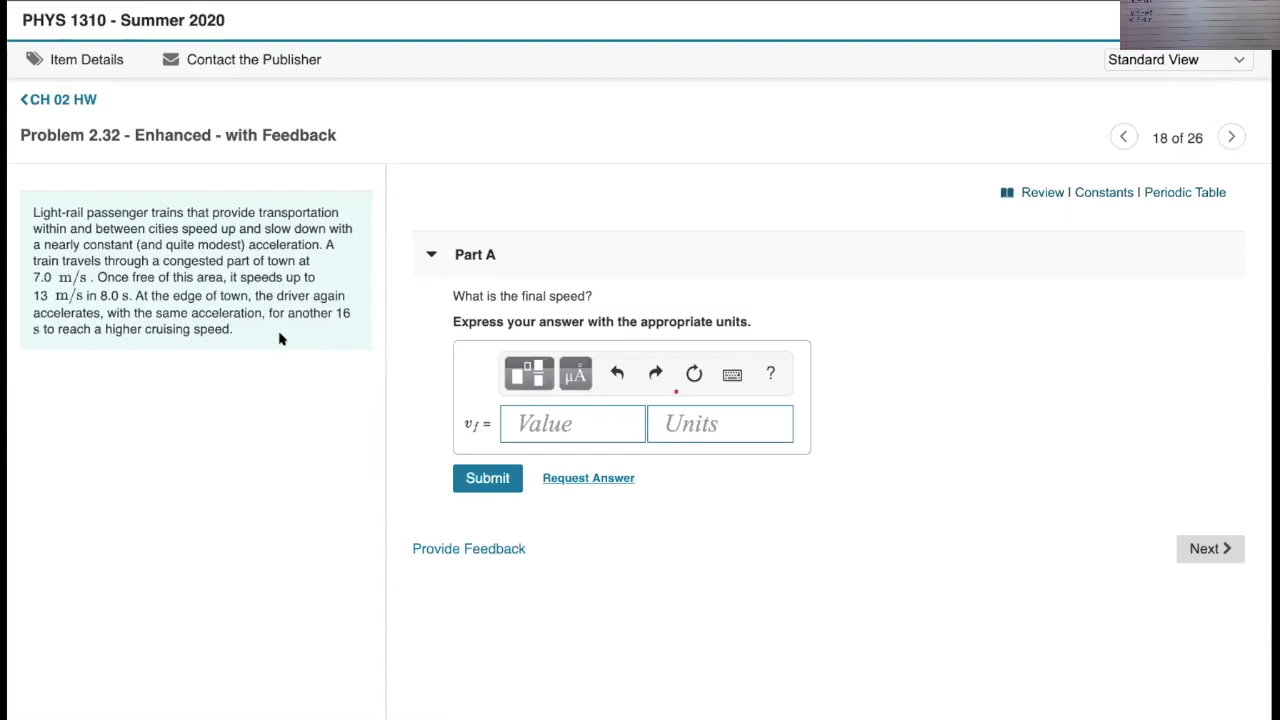 PHYS 1310 - Summer 2020
Item Details
Contact the Publisher
Standard View
CH 02 HW
Problem 2.32 - Enhanced - with Feedback
18 of 26
Light-rail passenger trains that provide transportation
within and between cities speed up and slow down with
a nearly constant (and quite modest) acceleration. A
train travels through a congested part of town at
7.0 m/s . Once free of this area, it speeds up to
13 m/s in 8.0 s. At the edge of town, the driver again
accelerates, with the same acceleration, for another 16
s to reach a higher cruising speed.
Review | Constants | Periodic Table
Part A
What is the final speed?
Express your answer with the appropriate units.
μÅ
?
vf =
Value
Units
Submit
Request Answer
Provide Feedback
Next